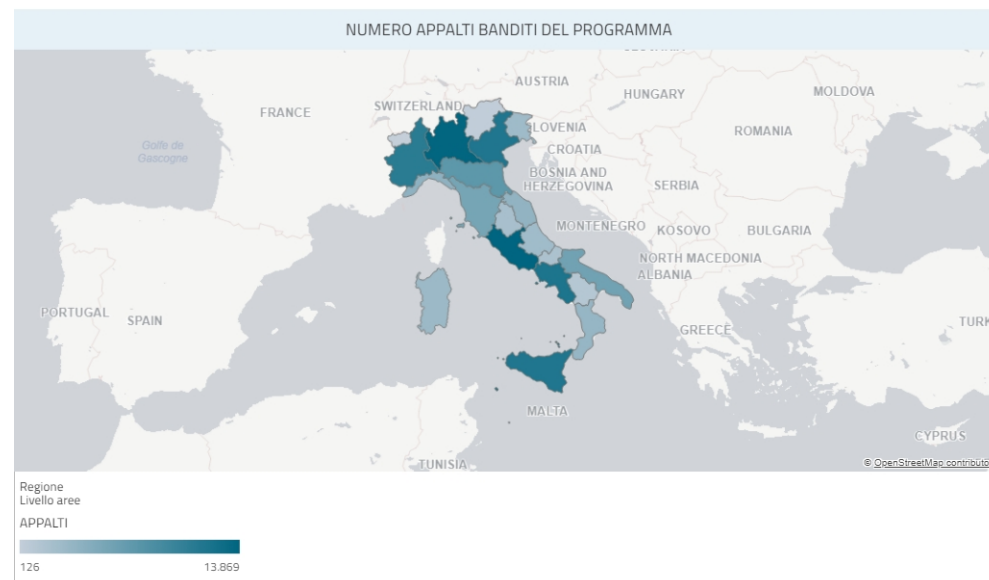 NUMERO APPALTI BANDITI DEL PROGRAMMA
AUSTRIA
HUNGARY
MOLDOVA
SWITZERLAND
FRANCE
SLOVENIA
ROMANIA
CROATIA
Golfe de
Gascogne
BOSNIA AND
HERZEGOVINA
SERBIA
MONTENEGRO
KOSOVO
BULGARIA
NORTH MACEDONIA
ALBANIA
PORTUGAL
SPAIN
GREECE
TURK
MALTA
CYPRUS
TUNISIA
© OpenStreetMap contributo
Regione
Livello aree
APPALTI
126
13.869